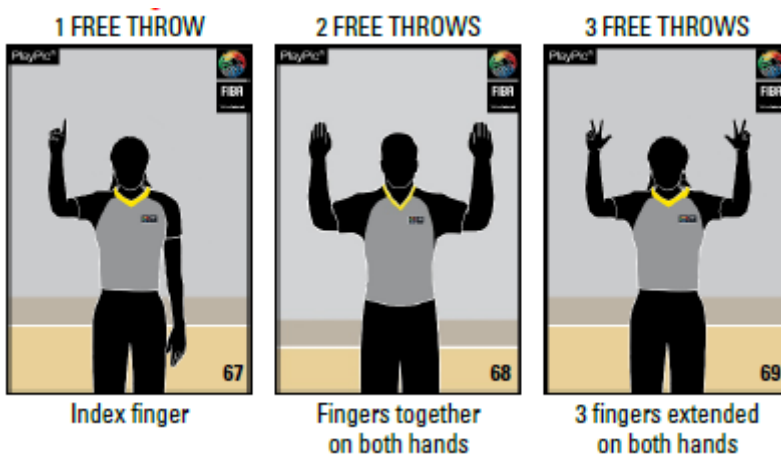 1 FREE THROW
PlayPic®
FIBA
67
Index finger
2 FREE THROWS
PlayPic®
FIBA
68
Fingers together
on both hands
3 FREE THROWS
PlayPic®
FIBA
69
3 fingers extended
on both hands